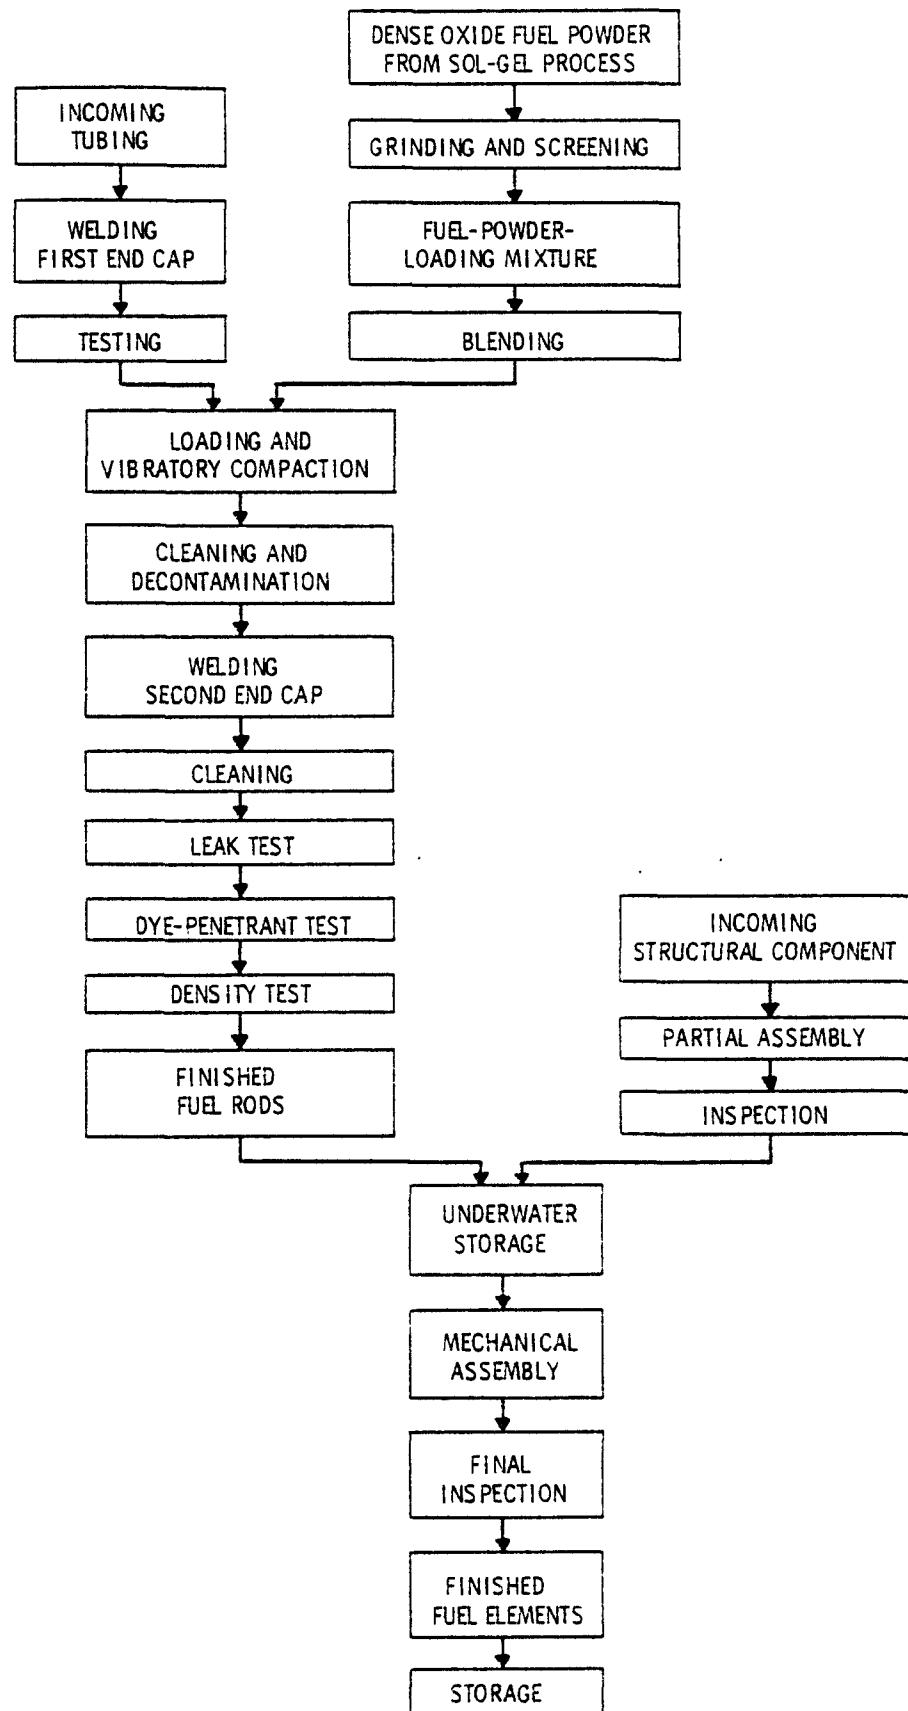 DENSE OXIDE FUEL POWDER
FROM SOL-GEL PROCESS
INCOMING
TUBING
GRINDING AND SCREENING
WELDING
FIRST END CAP
FUEL-POWDER-
LOADING MIXTURE
TESTING
BLENDING
LOADING AND
VIBRATORY COMPACTION
CLEANING AND
DECONTAMINATION
WELDING
SECOND END CAP
CLEANING
LEAK TEST
DYE-PENETRANT TEST
DENSITY TEST
FINISHED
FUEL RODS
INCOMING
STRUCTURAL COMPONENT
PARTIAL ASSEMBLY
INSPECTION
UNDERWATER
STORAGE
MECHANICAL
ASSEMBLY
FINAL
INSPECTION
FINISHED
FUEL ELEMENTS
STORAGE